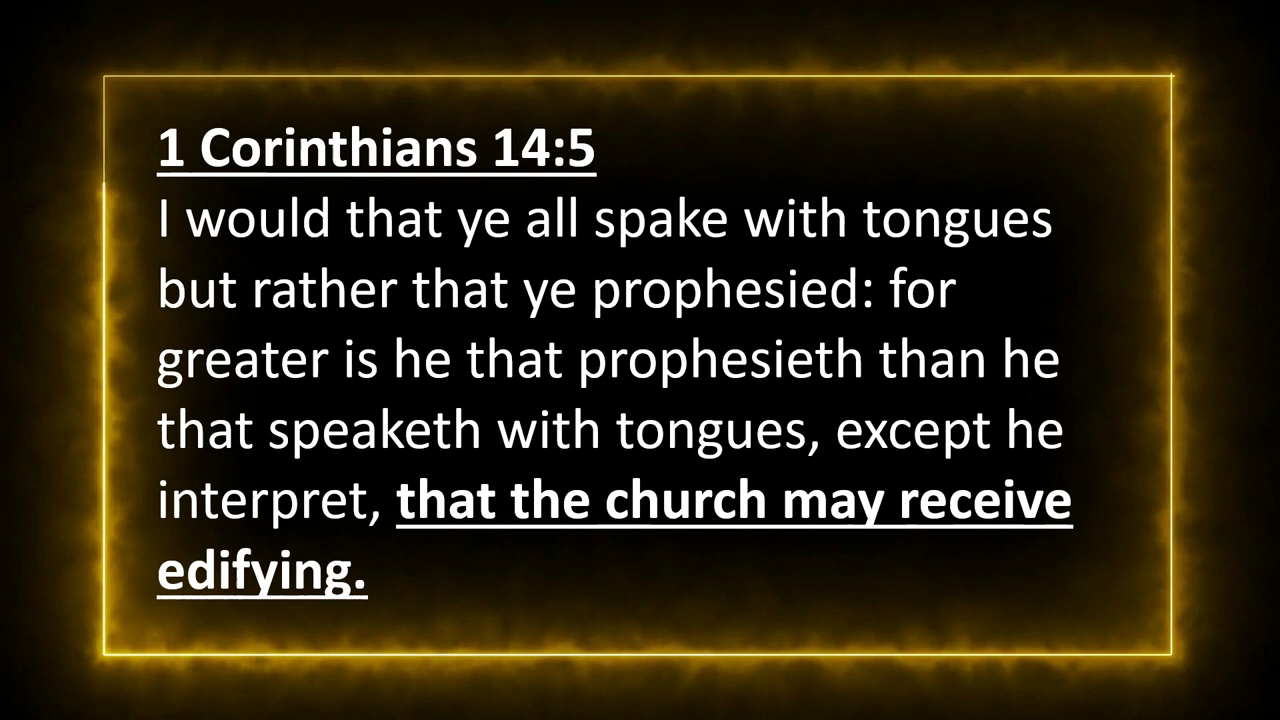 1 Corinthians 14:5
I would that ye all spake with tongues
but rather that ye prophesied: for
greater is he that prophesieth than he
that speaketh with tongues, except he
interpret, that the church may receive
edifying.